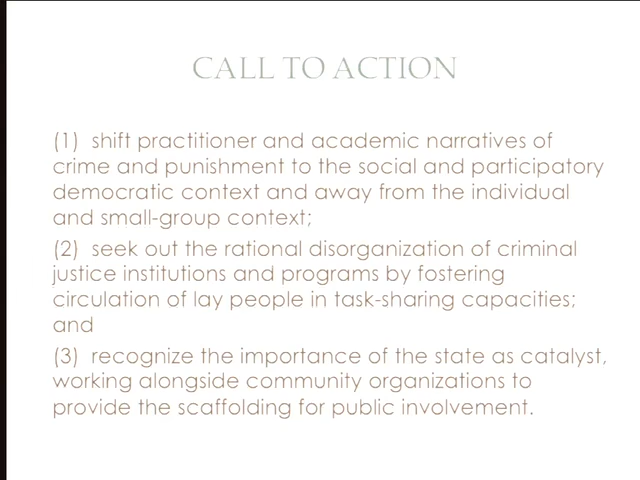 CALL TO ACTION
(1) shift practitioner and academic narratives of
crime and punishment to the social and participatory
democratic context and away from the individual
and small-group context;
(2) seek out the rational disorganization of criminal
justice institutions and programs by fostering
circulation of lay people in task-sharing capacities;
and
(3) recognize the importance of the state as catalyst,
working alongside community organizations to
provide the scaffolding for public involvement.